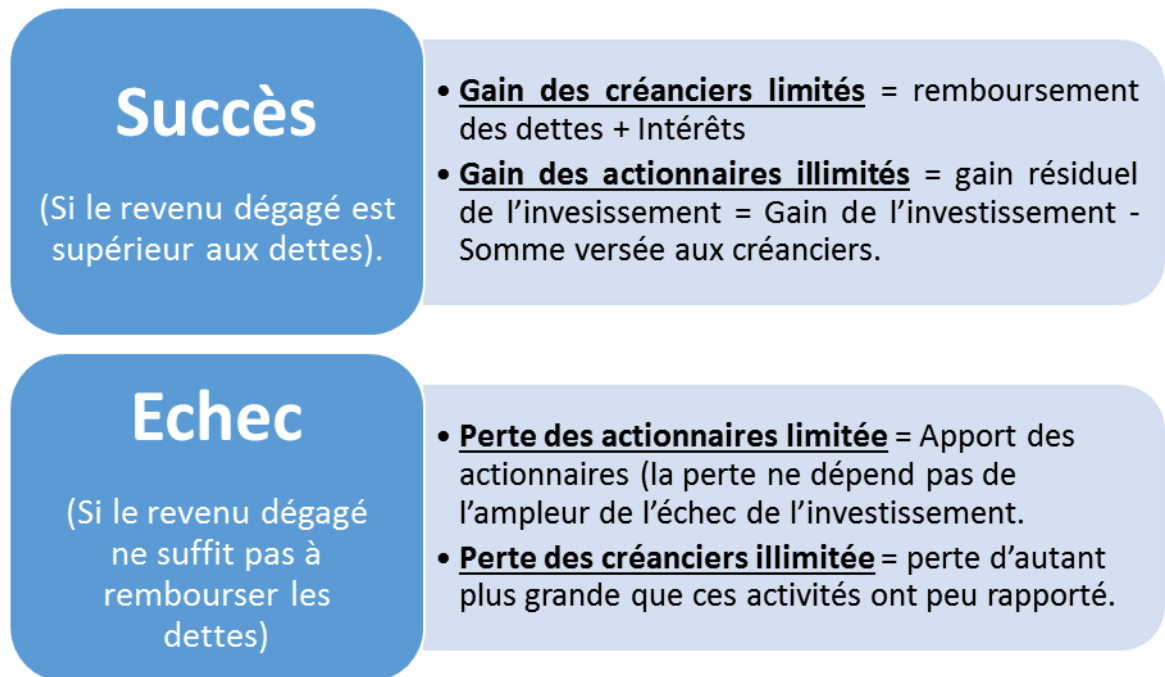 Succès
(Si le revenu dégagé est
supérieur aux dettes).
• Gain des créanciers limités = remboursement
des dettes + Intérêts
• Gain des actionnaires illimités = gain résiduel
de l’invesissement = Gain de l’investissement -
Somme versée aux créanciers.
Echec
(Si le revenu dégagé
ne suffit pas à
rembourser les
dettes)
• Perte des actionnaires limitée = Apport des
actionnaires (la perte ne dépend pas de
l’ampleur de l’échec de l’investissement.
• Perte des créanciers illimitée = perte d’autant
plus grande que ces activités ont peu rapporté.